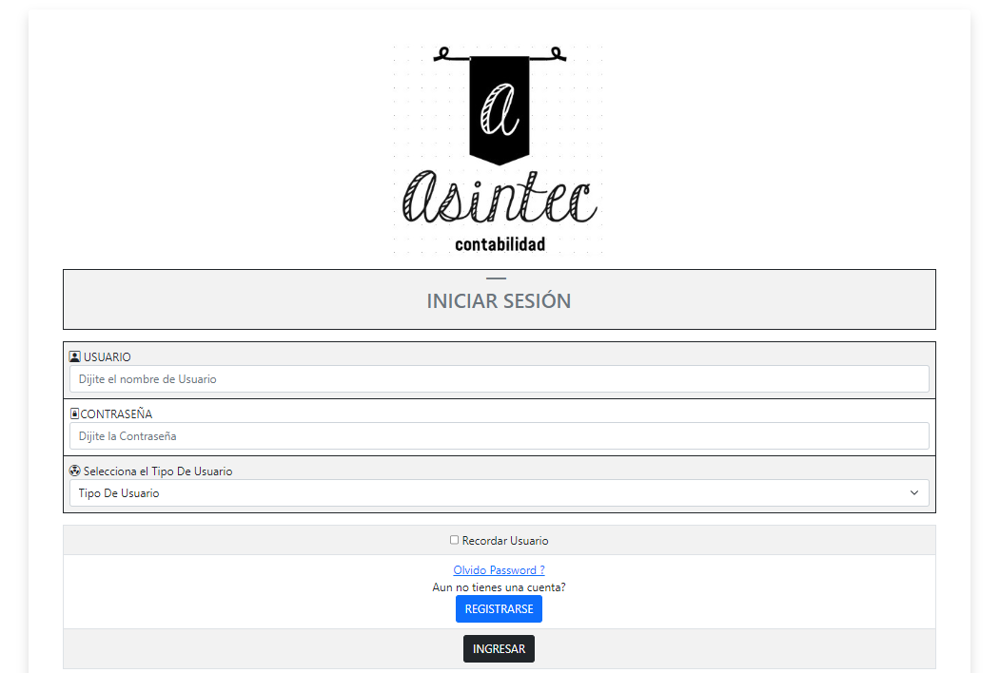 a
Asintec
contabilidad
INICIAR SESIÓN
USUARIO
Dijite el nombre de Usuario
CONTRASEÑA
Dijite la Contraseña
Selecciona el Tipo De Usuario
Tipo De Usuario
Recordar Usuario
Olvido Password ?
Aun no tienes una cuenta?
REGISTRARSE
INGRESAR